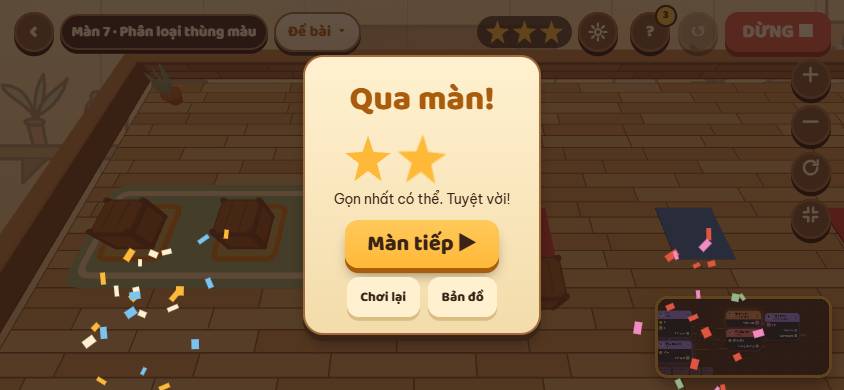 Màn 7 · Phân loại thùng màu
Đề bài
?
3
DỪNG
Qua màn!
Gọn nhất có thể. Tuyệt vời!
Màn tiếp
Chơi lại
Bản đồ